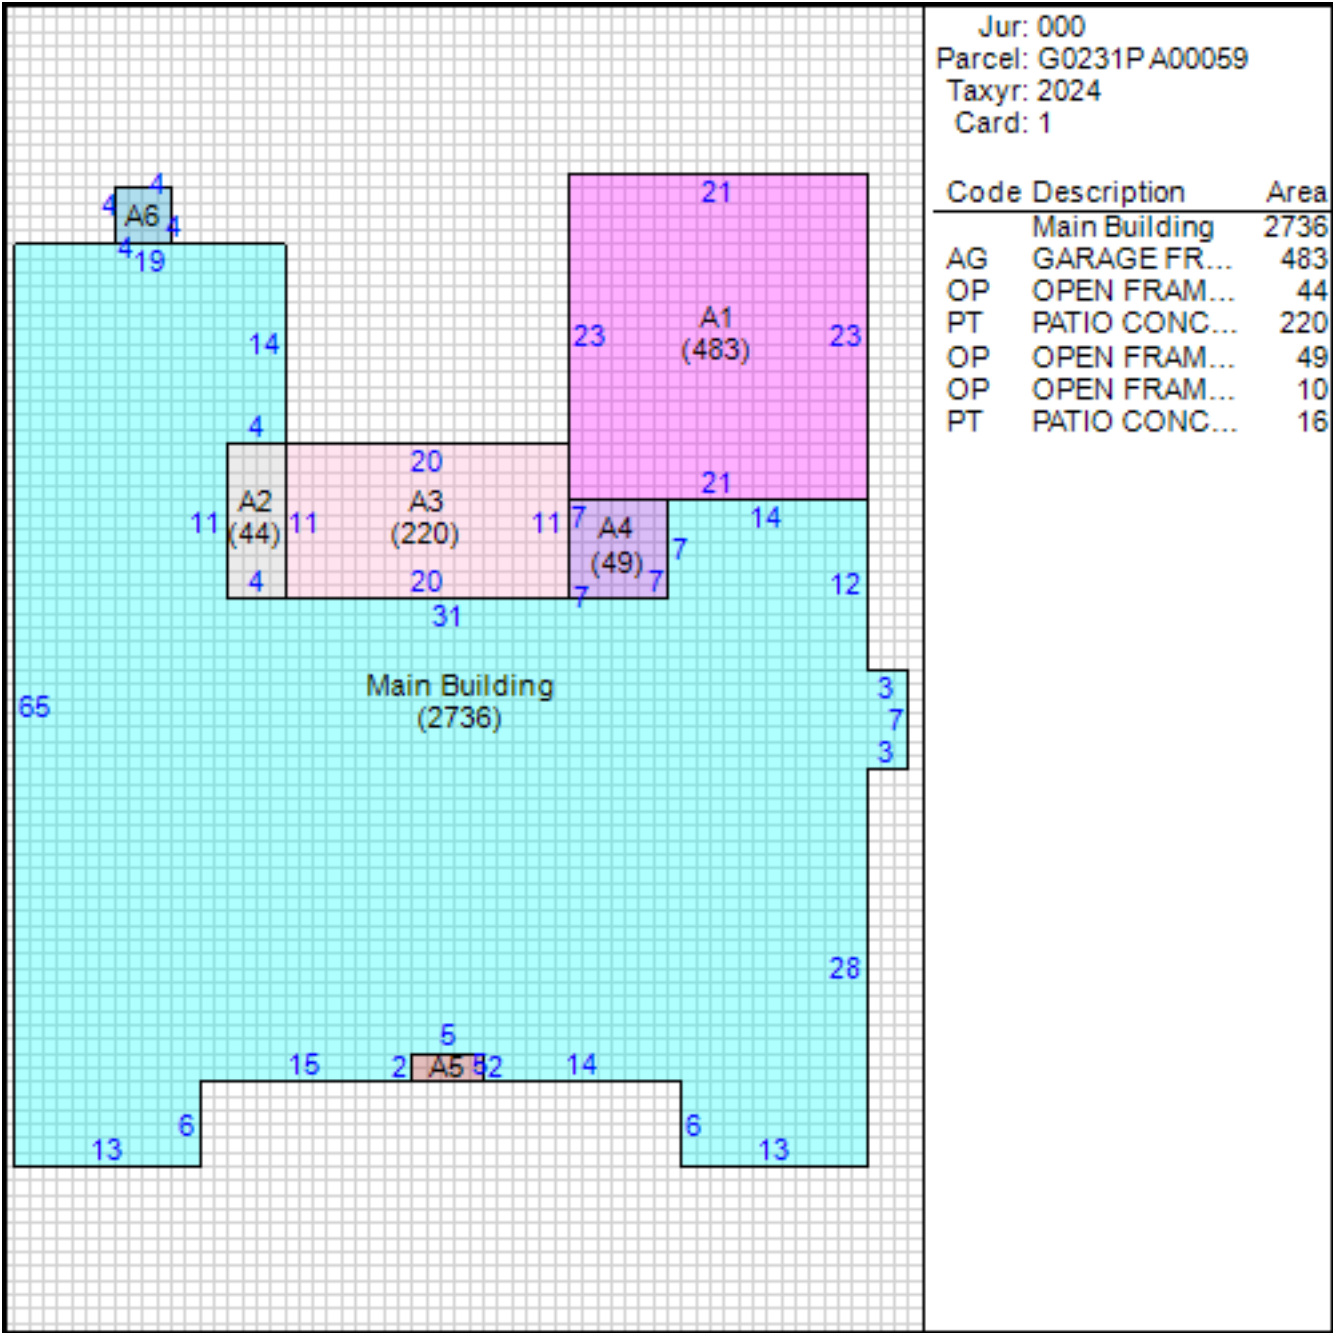 Jur: 000
Parcel: G0231P A00059
Taxyr: 2024
Card: 1
Code Description Area
Main Building 2736
AG GARAGE FR... 483
OP OPEN FRAM... 44
PT PATIO CONC... 220
OP OPEN FRAM... 49
OP OPEN FRAM... 10
PT PATIO CONC... 16
4
4 A6 4
4 19
21
14
23 A1 23
(483)
4
20
21
11 A2 11 A3 11 7 A4 14
(44) (220) (49) 7
4 20 7 7 12
31
Main Building
(2736)
65
3
7
3
28
5
15 2 A5 5 2 14
6 6
13 13